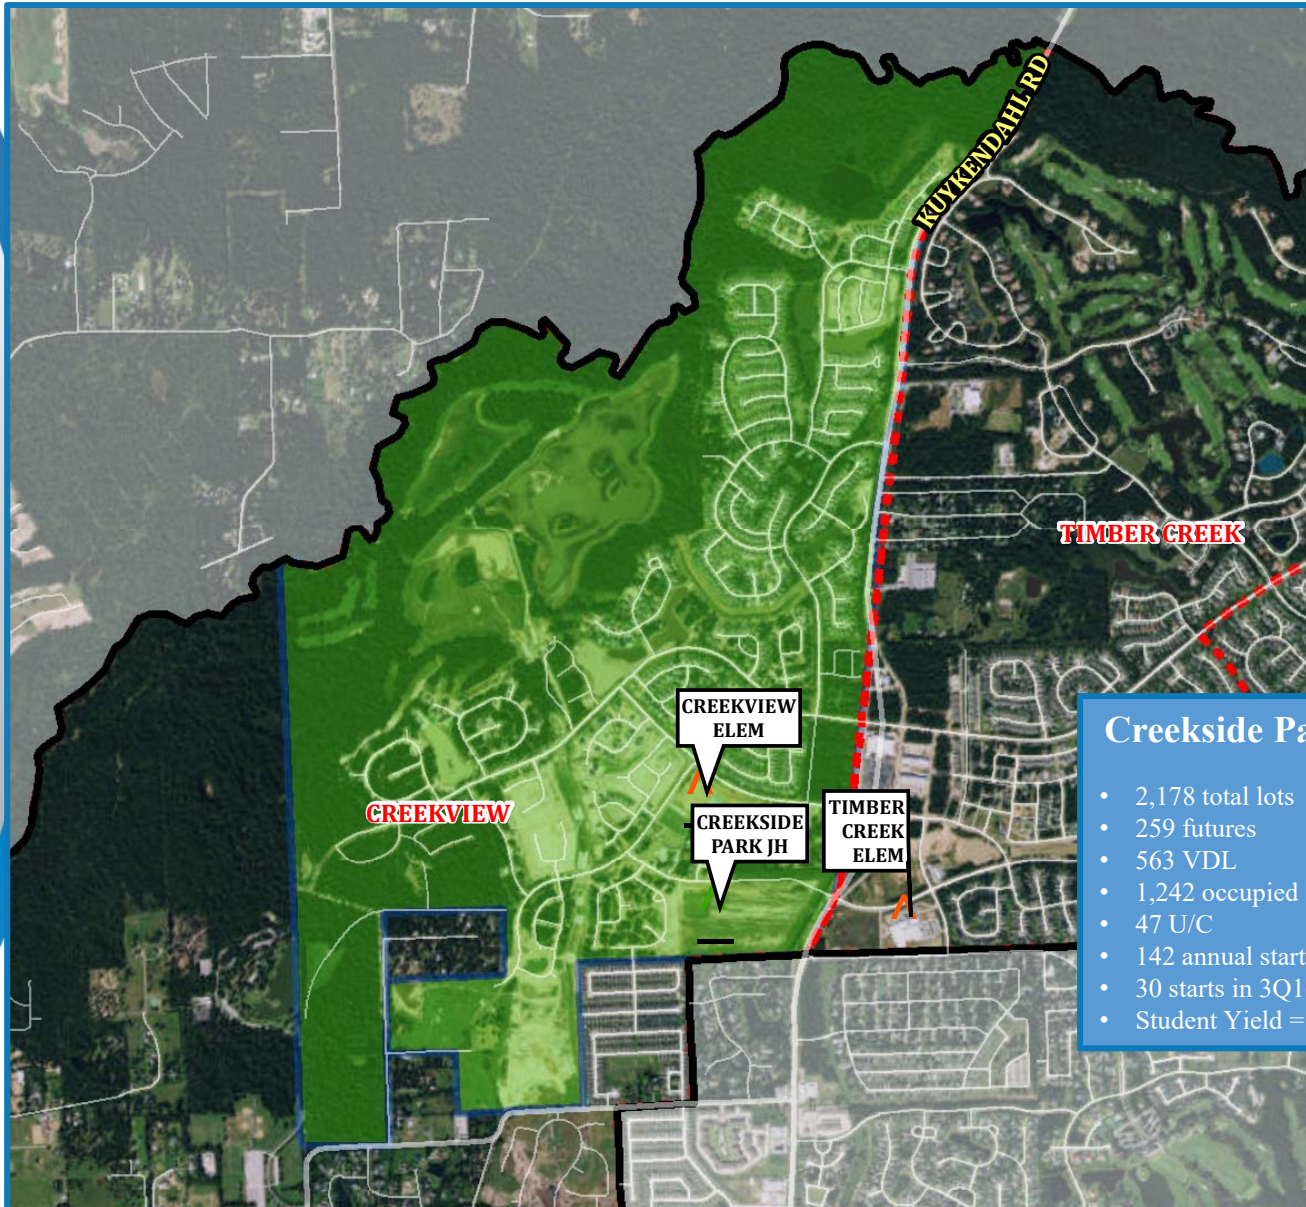 KUYKENDAHL RD
TIMBER CREEK
CREEKVIEW
ELEM
CREEKVIEW
CREEKSIDE
PARK JH
TIMBER
CREEK
ELEM
Creekside Pa
• 2,178 total lots
• 259 futures
• 563 VDL
• 1,242 occupied
• 47 U/C
• 142 annual start
• 30 starts in 3Q1
• Student Yield =